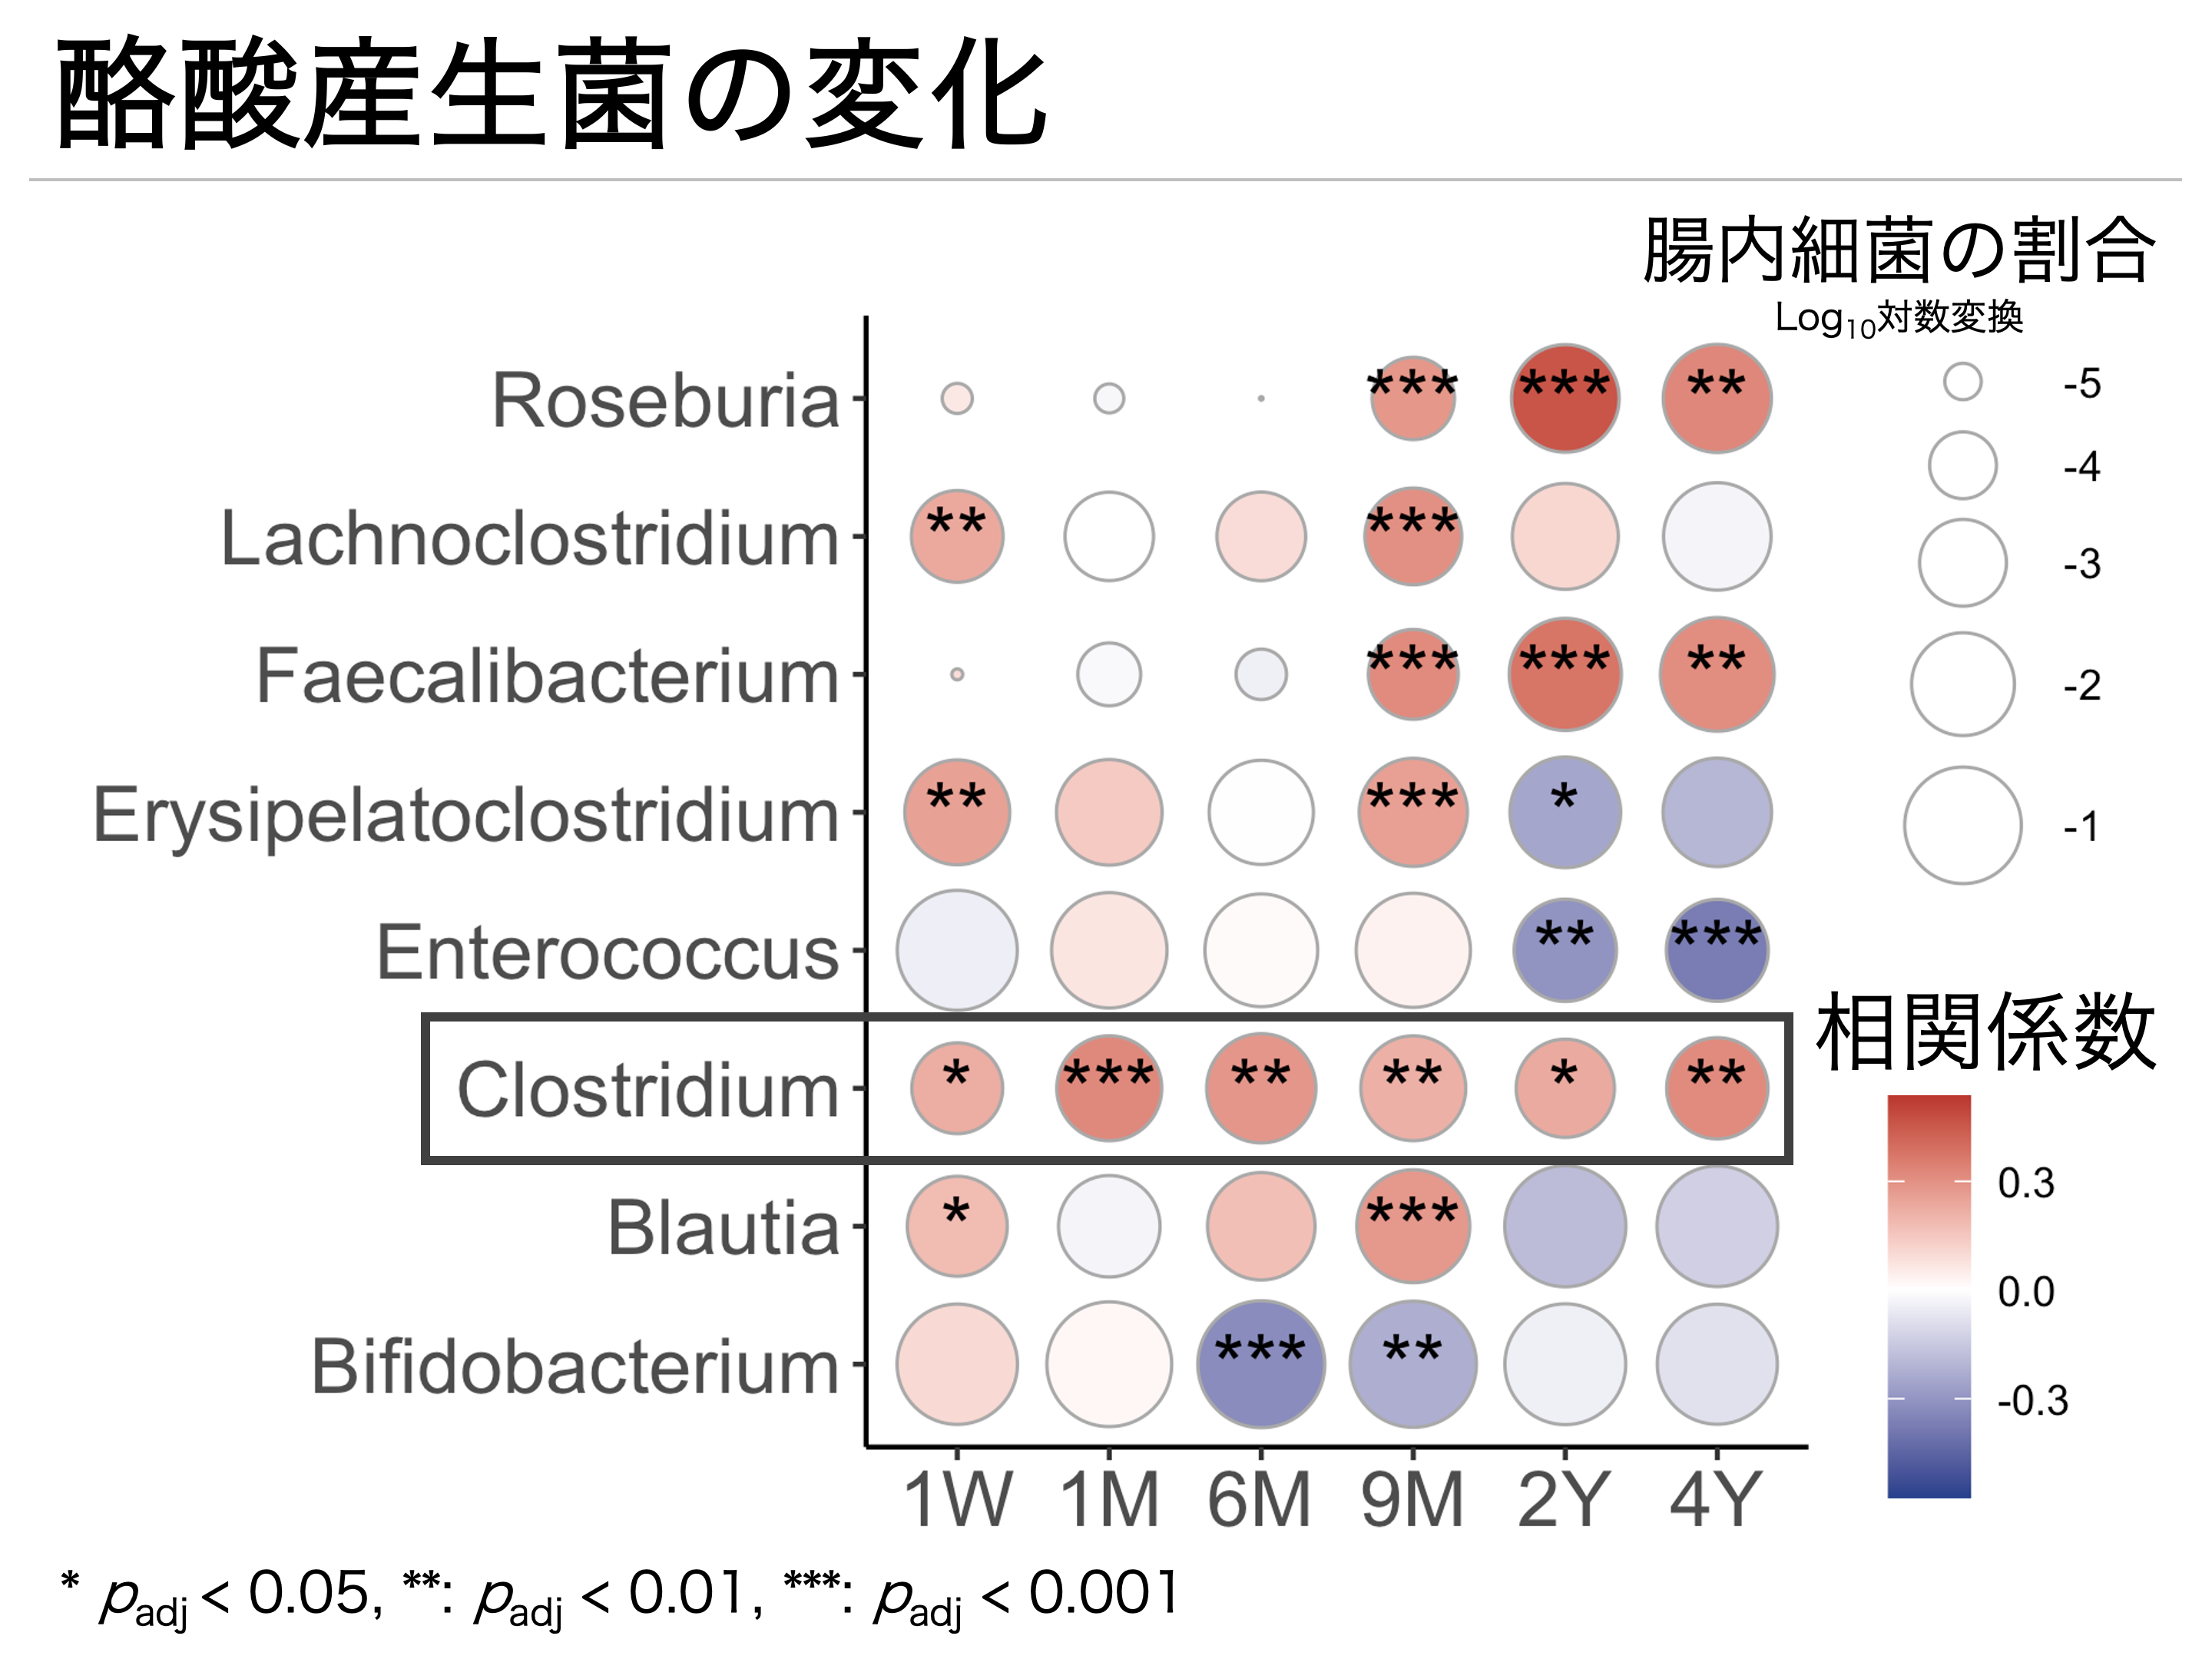 酪酸産生菌の変化
腸内細菌の割合
Log10対数変換
-5
-4
-3
-2
-1
Roseburia *** *** **
Lachnoclostridium ** ***
Faecalibacterium *** *** **
Erysipelatoclostridium ** *** *
Enterococcus ** ***
Clostridium * *** ** ** * **
Blautia * ***
Bifidobacterium *** **
相関係数
0.3
0.0
-0.3
1W 1M 6M 9M 2Y 4Y
* padj < 0.05, **: padj < 0.01, ***: padj < 0.001